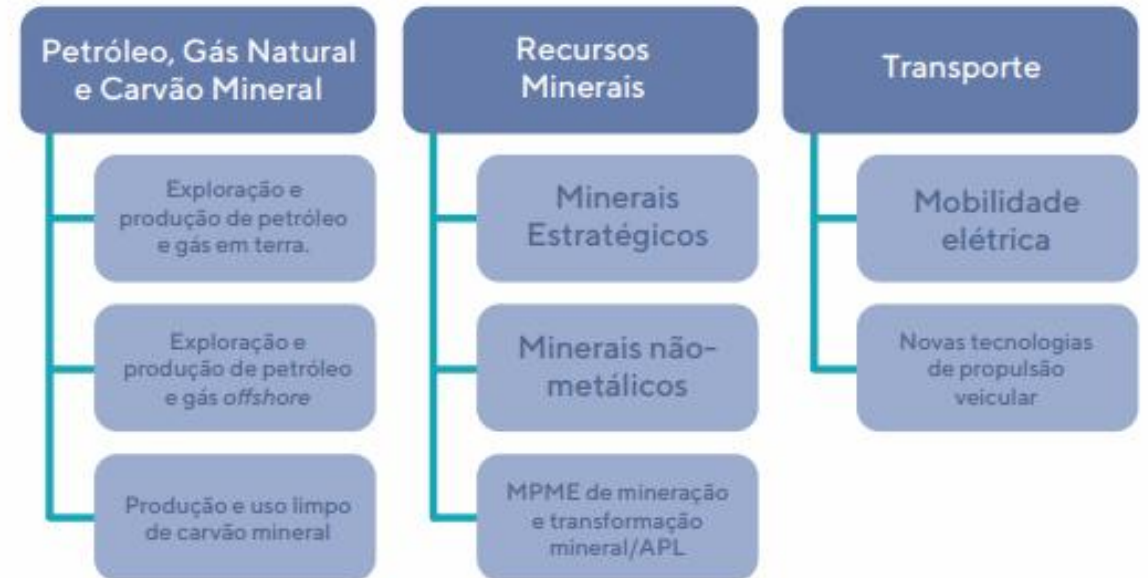 Petróleo, Gás Natural
e Carvão Mineral
Exploração e
produção de petróleo
e gás em terra.
Exploração e
produção de petróleo
e gás offshore
Produção e uso limpo
de carvão mineral
Recursos
Minerais
Minerais
Estratégicos
Minerais não-
metálicos
MPME de mineração
e transformação
mineral/APL
Transporte
Mobilidade
elétrica
Novas tecnologias
de propulsão
veicular